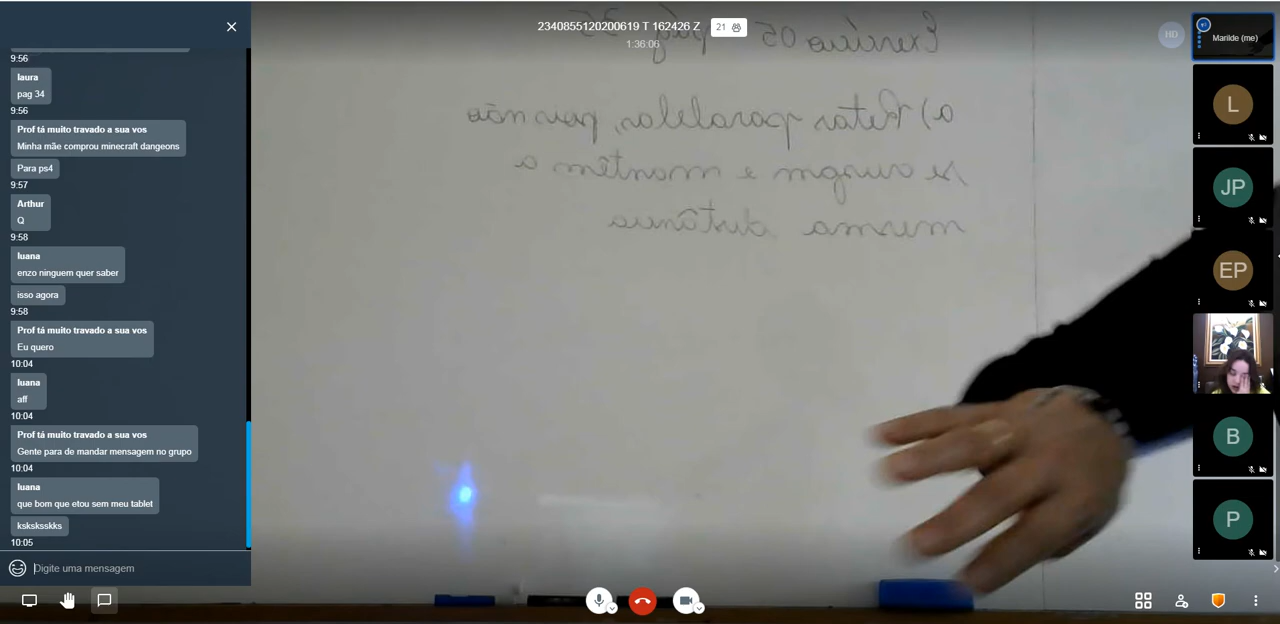 9:56
laura
pag 34
9:56
Prof tá muito travado a sua vos
Minha mãe comprou minecraft dangeons
Para ps4
9:57
Arthur
Q
9:58
luana
enzo ninguem quer saber
isso agora
9:58
Prof tá muito travado a sua vos
Eu quero
10:04
luana
aff
10:04
Prof tá muito travado a sua vos
Gente para de mandar mensagem no grupo
10:04
luana
que bom que etou sem meu tablet
ksksksskks
10:05
Digite uma mensagem
2340855120200619 T 162426 Z
21
1:36:06
Exercício 05 pág 35
a) Retas paralelas, pois não
se cruzam e mantêm a
mesma distância
HD
Marilde (me)
L
JP
EP
B
P